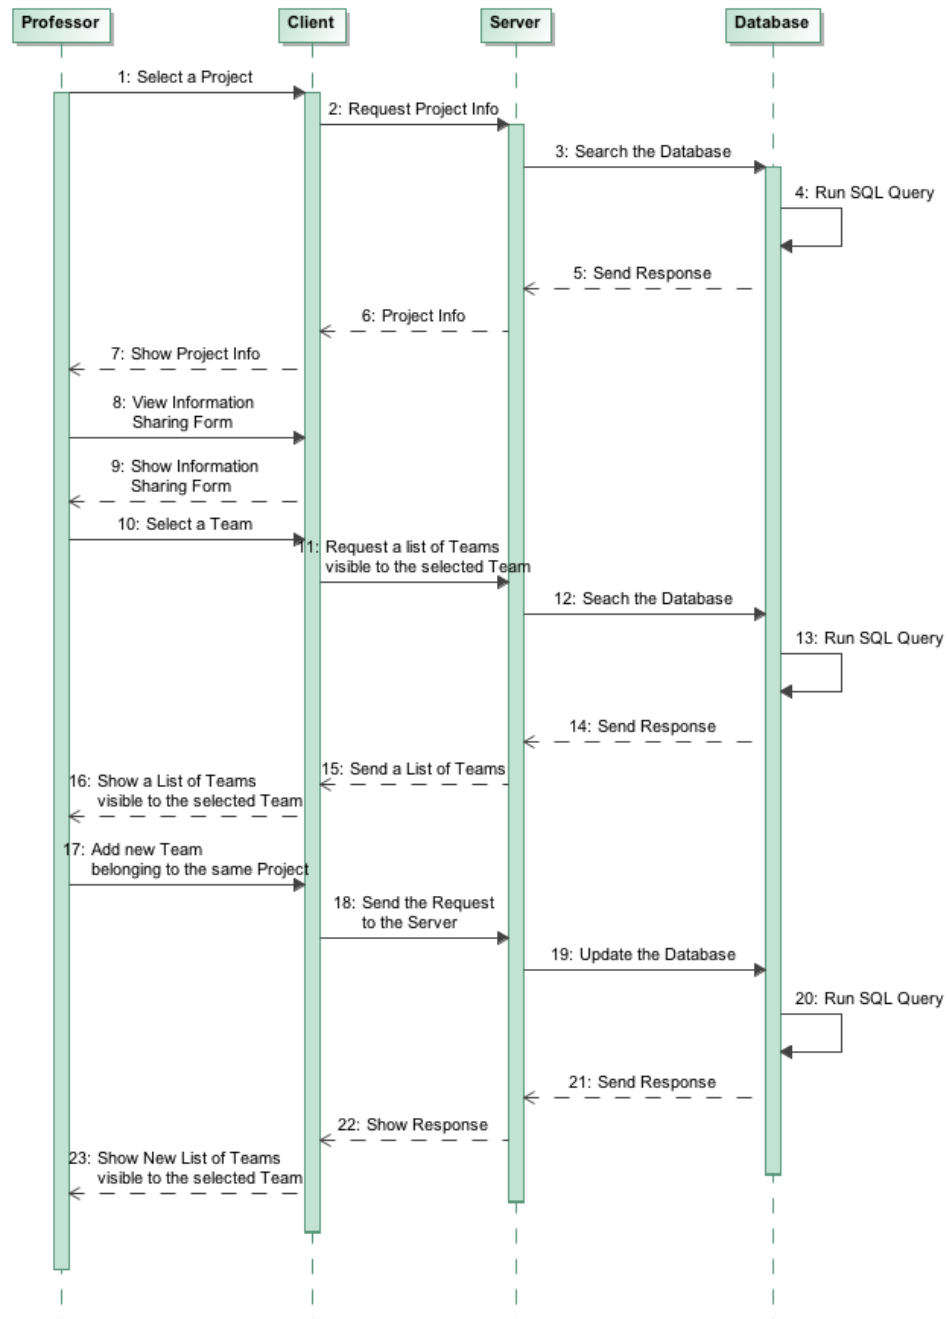 Professor
Client
Server
Database
1: Select a Project
2: Request Project Info
3: Search the Database
4: Run SQL Query
5: Send Response
6: Project Info
7: Show Project Info
8: View Information
Sharing Form
9: Show Information
Sharing Form
10: Select a Team
11: Request a list of Teams
visible to the selected Team
12: Seach the Database
13: Run SQL Query
14: Send Response
15: Send a List of Teams
16: Show a List of Teams
visible to the selected Team
17: Add new Team
belonging to the same Project
18: Send the Request
to the Server
19: Update the Database
20: Run SQL Query
21: Send Response
22: Show Response
23: Show New List of Teams
visible to the selected Team